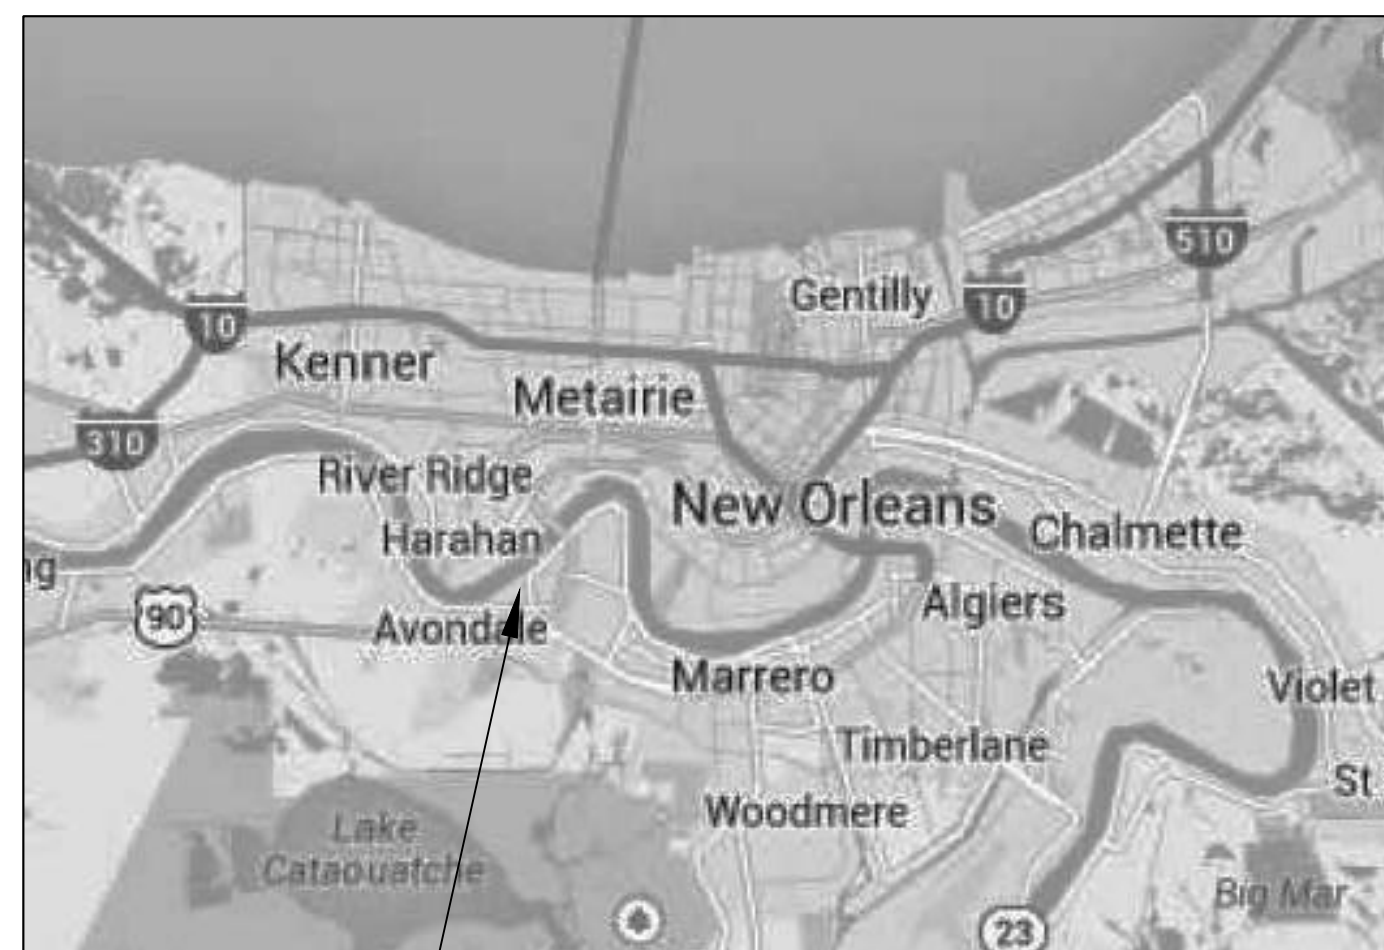 510
Gentilly
10
10
Kenner
Metairie
310
River Ridge
New Orleans
Harahan
Chalmette
ng
90
Avondale
Algiers
Marrero
Violet
Timberlane
St
Woodmere
Lake
Cataouatche
Big Mar
23